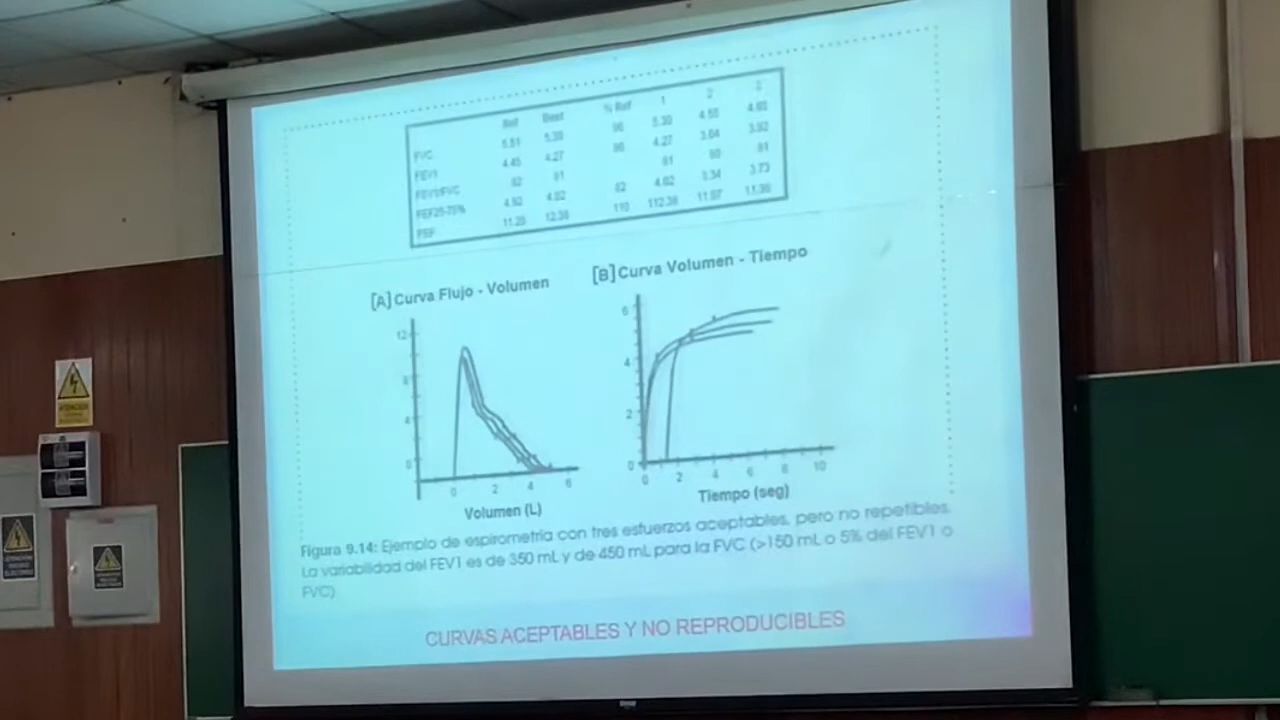 Ref Best % Ref 1 2 3
FVC 5.51 5.30 96 5.30 4.55 4.85
FEV1 4.45 4.27 96 4.27 3.84 3.92
FEV1/FVC 82 81 81 80 81
FEF25-75% 4.92 4.02 82 4.02 3.34 3.73
PEF 11.25 12.38 110 112.38 11.97 11.36
[A] Curva Flujo - Volumen
[B] Curva Volumen - Tiempo
12
8
4
0
0 2 4 6
Volumen (L)
6
4
2
0
0 2 4 6 8 10
Tiempo (seg)
Figura 9.14: Ejemplo de espirometría con tres esfuerzos aceptables, pero no repetibles.
La variabilidad del FEV1 es de 350 mL y de 450 mL para la FVC (>150 mL o 5% del FEV1 o
FVC)
CURVAS ACEPTABLES Y NO REPRODUCIBLES